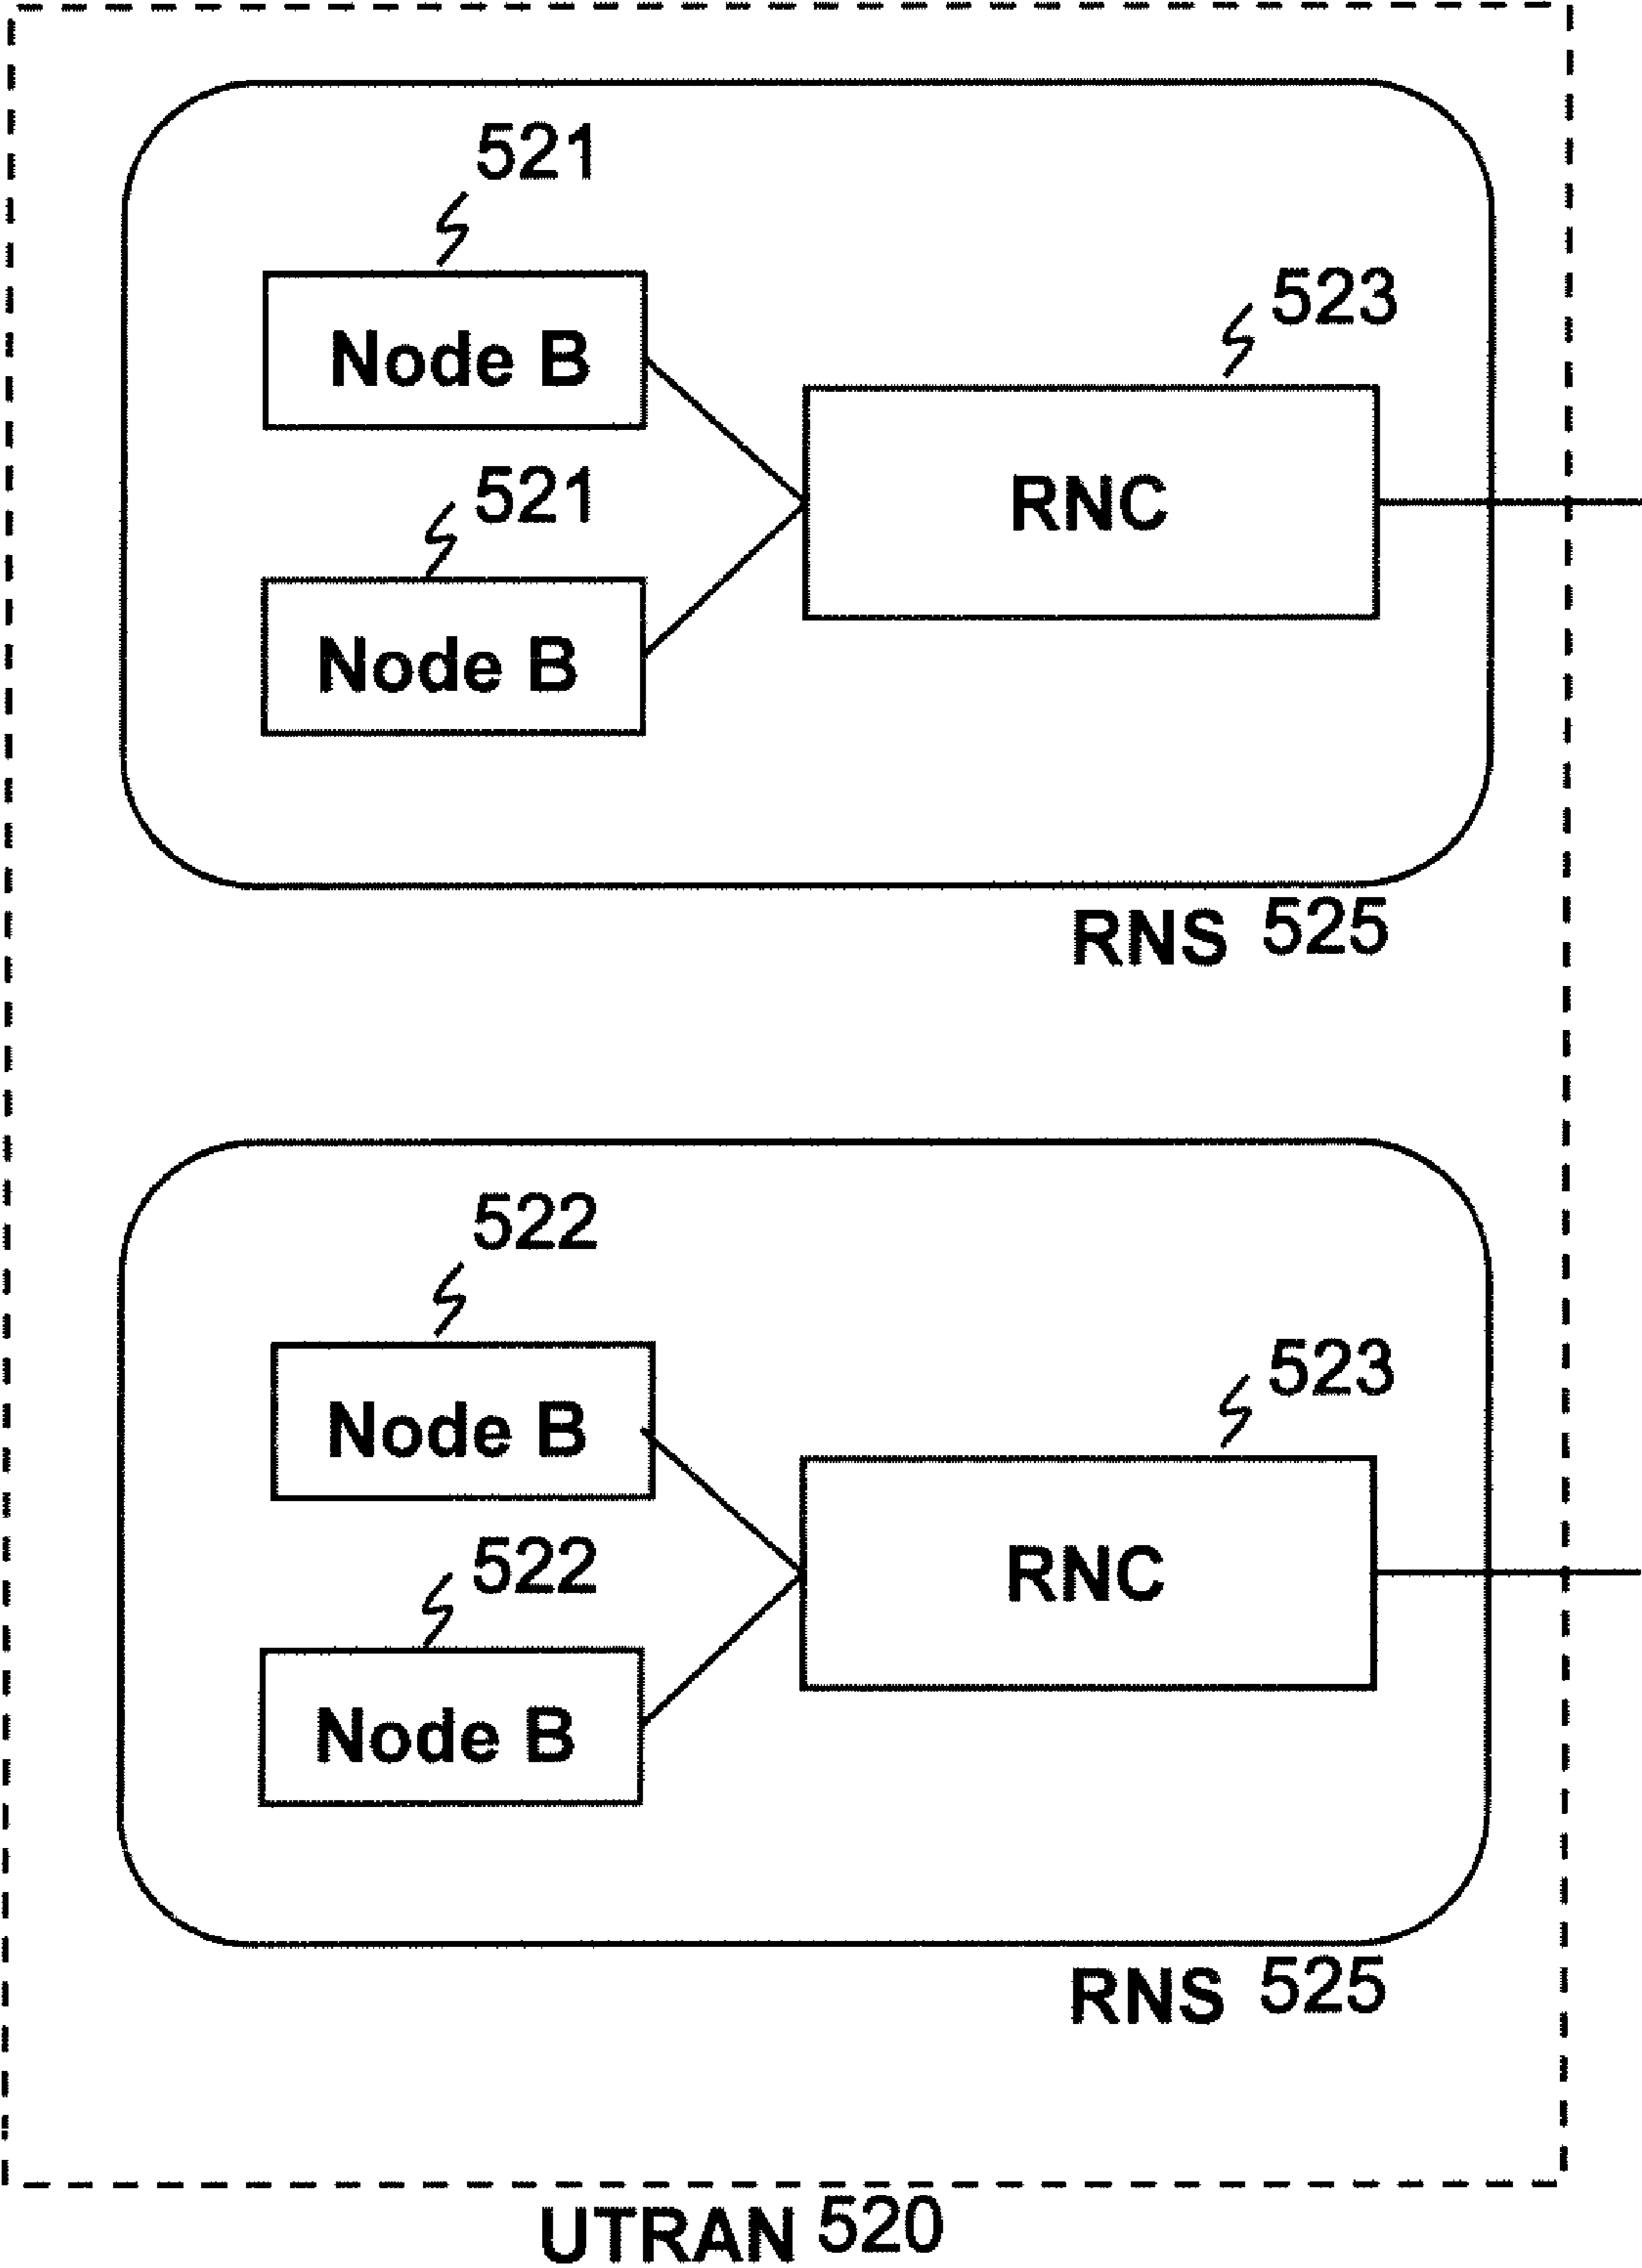 521
Node B
523
521
RNC
Node B
RNS 525
522
Node B
523
522
RNC
Node B
RNS 525
UTRAN 520